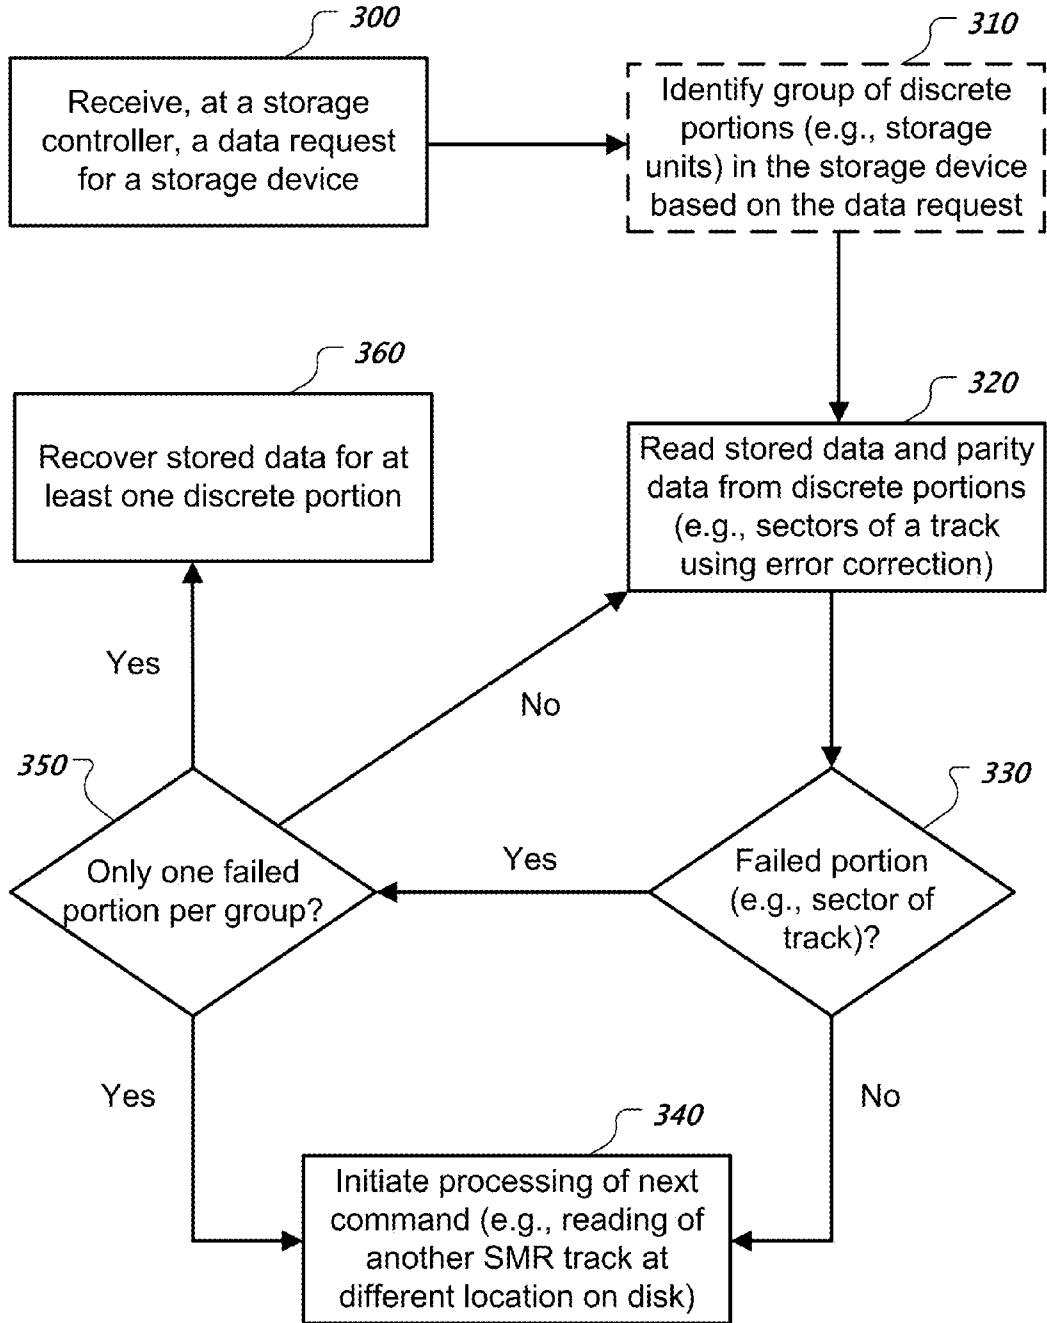 300
Receive, at a storage
controller, a data request
for a storage device
310
Identify group of discrete
portions (e.g., storage
units) in the storage device
based on the data request
360
Recover stored data for at
least one discrete portion
320
Read stored data and parity
data from discrete portions
(e.g., sectors of a track
using error correction)
Yes
No
350
Only one failed
portion per group?
Yes
330
Failed portion
(e.g., sector of
track)?
Yes
No
340
Initiate processing of next
command (e.g., reading of
another SMR track at
different location on disk)